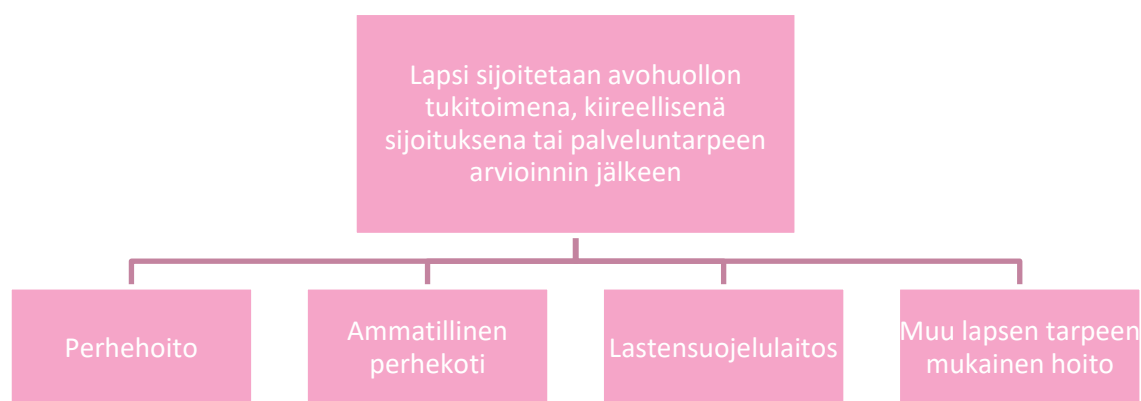 Lapsi sijoitetaan avohuollon
tukitoimena, kiireellisenä
sijoituksena tai palveluntarpeen
arvioinnin jälkeen
Perhehoito
Ammatillinen
perhekoti
Lastensuojelulaitos
Muu lapsen tarpeen
mukainen hoito